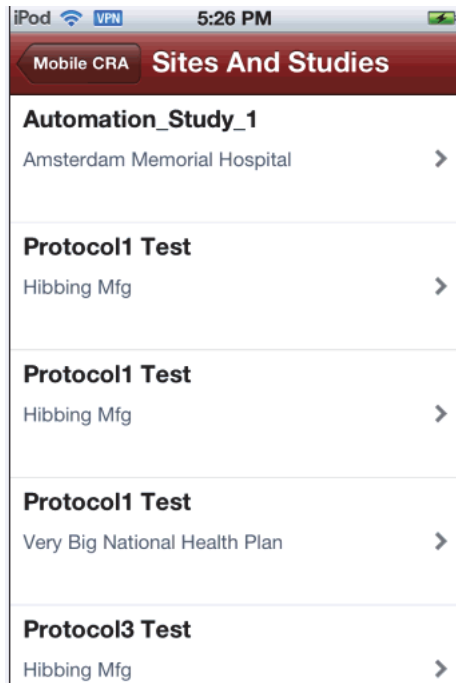 iPod VPN 5:26 PM
Mobile CRA Sites And Studies
Automation_Study_1
Amsterdam Memorial Hospital
Protocol1 Test
Hibbing Mfg
Protocol1 Test
Hibbing Mfg
Protocol1 Test
Very Big National Health Plan
Protocol3 Test
Hibbing Mfg